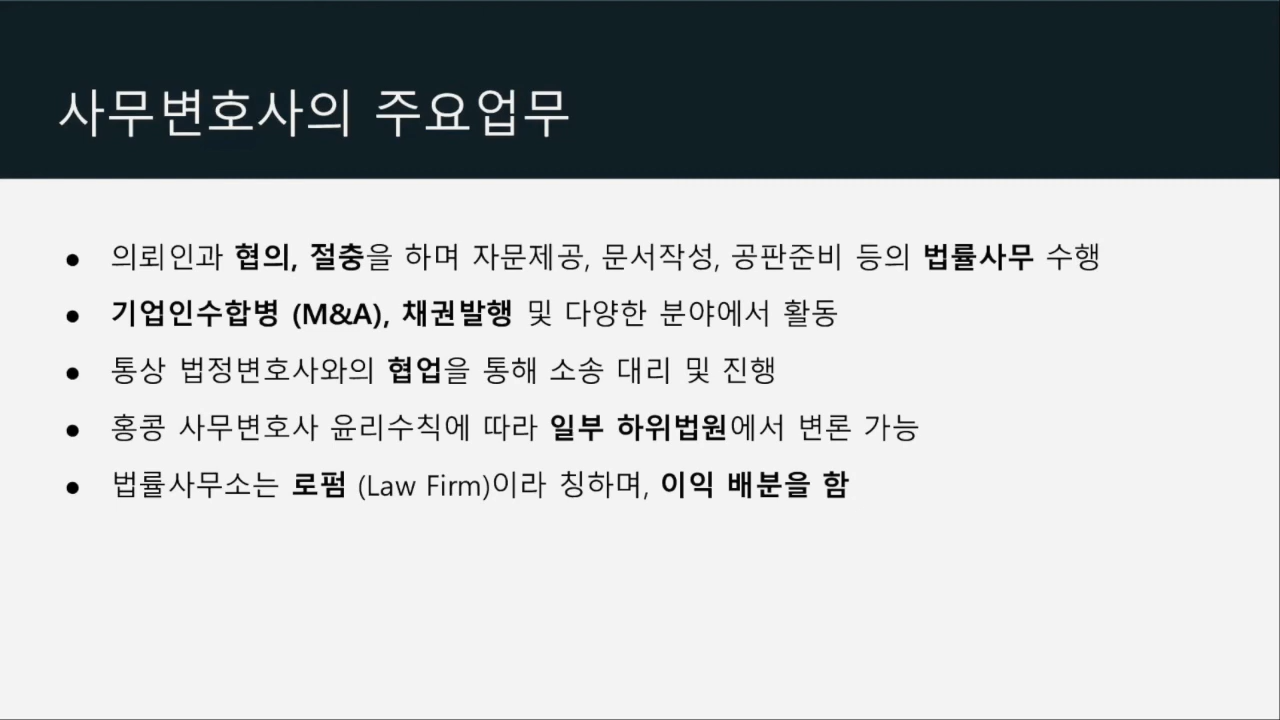 사무변호사의 주요업무
● 의뢰인과 협의, 절충을 하며 자문제공, 문서작성, 공판준비 등의 법률사무 수행
● 기업인수합병 (M&A), 채권발행 및 다양한 분야에서 활동
● 통상 법정변호사와의 협업을 통해 소송 대리 및 진행
● 홍콩 사무변호사 윤리수칙에 따라 일부 하위법원에서 변론 가능
● 법률사무소는 로펌 (Law Firm)이라 칭하며, 이익 배분을 함